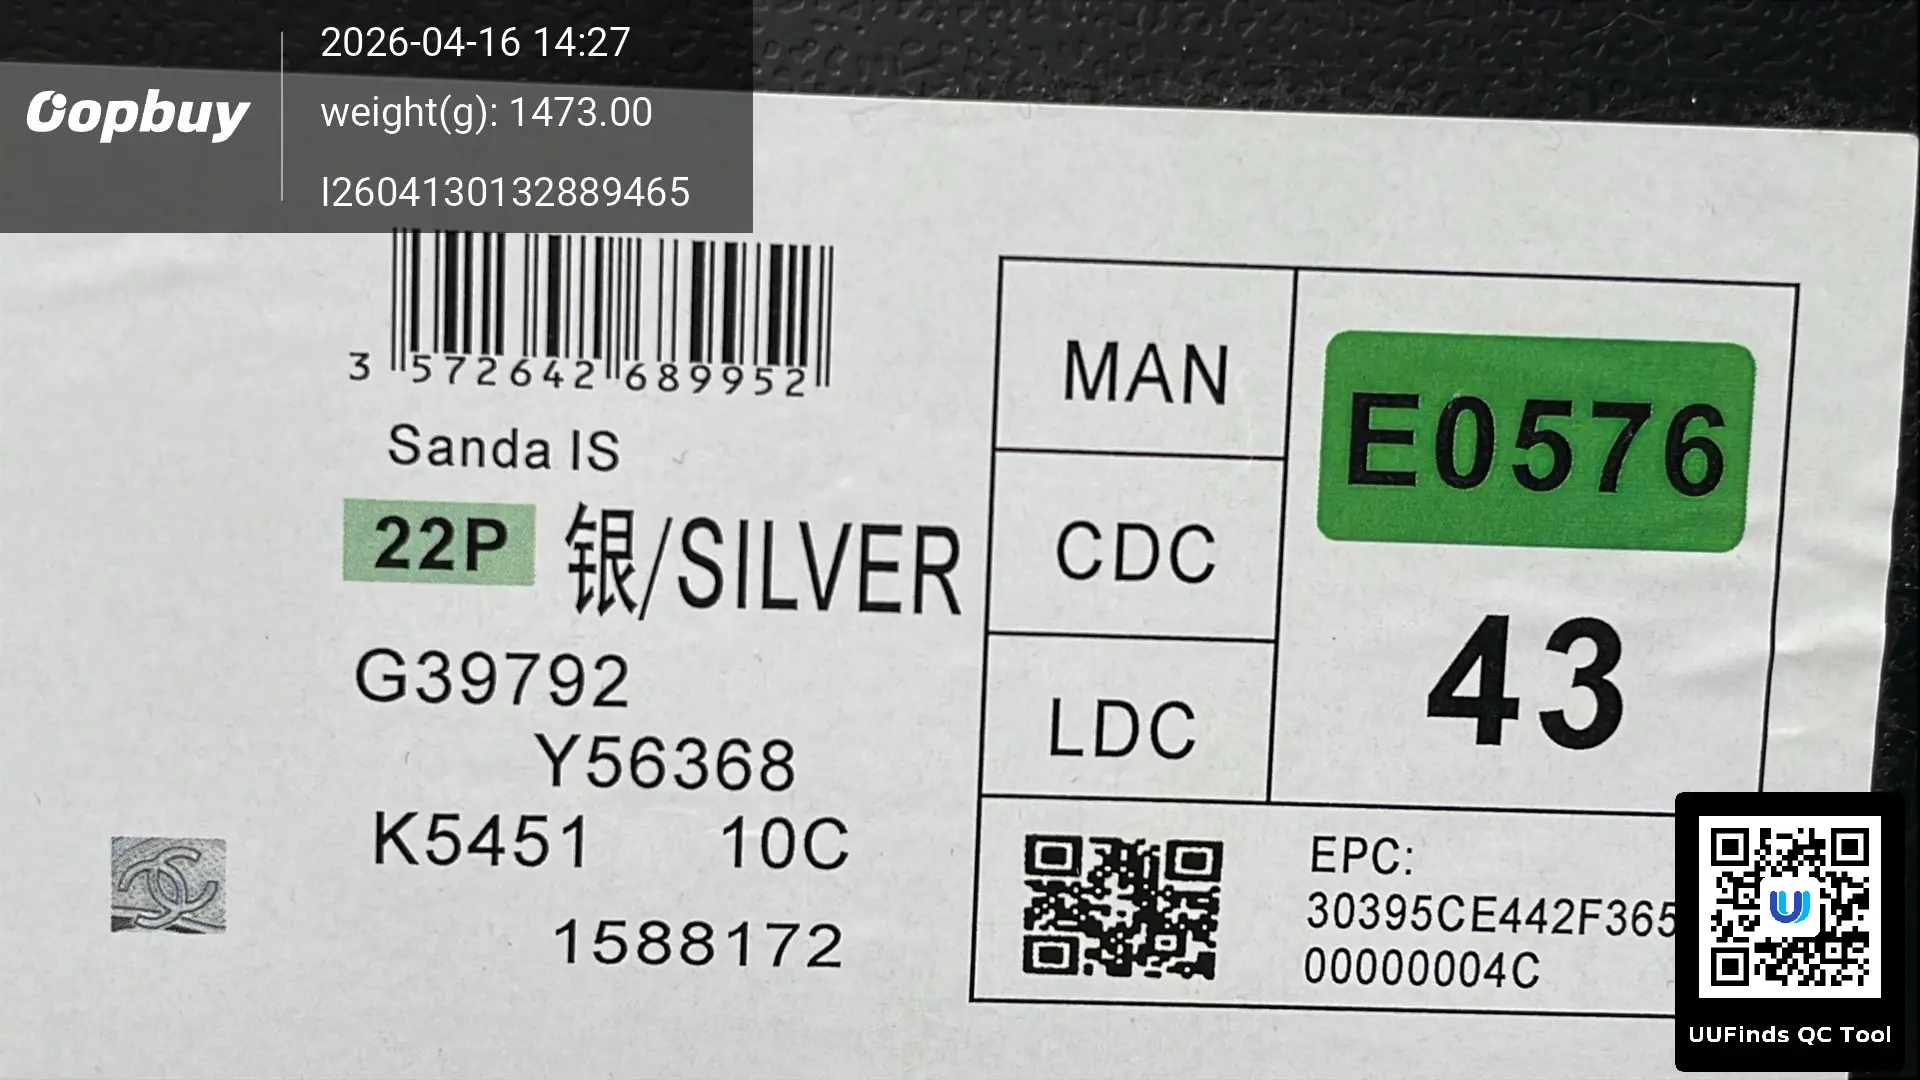 2026-04-16 14:27
oopbuy
weight(g): 1473.00
I2604130132889465
3 572642 689952
Sanda IS
22P 银/SILVER
G39792
Y56368
K5451 10C
1588172
MAN
E0576
CDC
43
LDC
EPC:
30395CE442F365
00000004C
UUFinds QC Tool